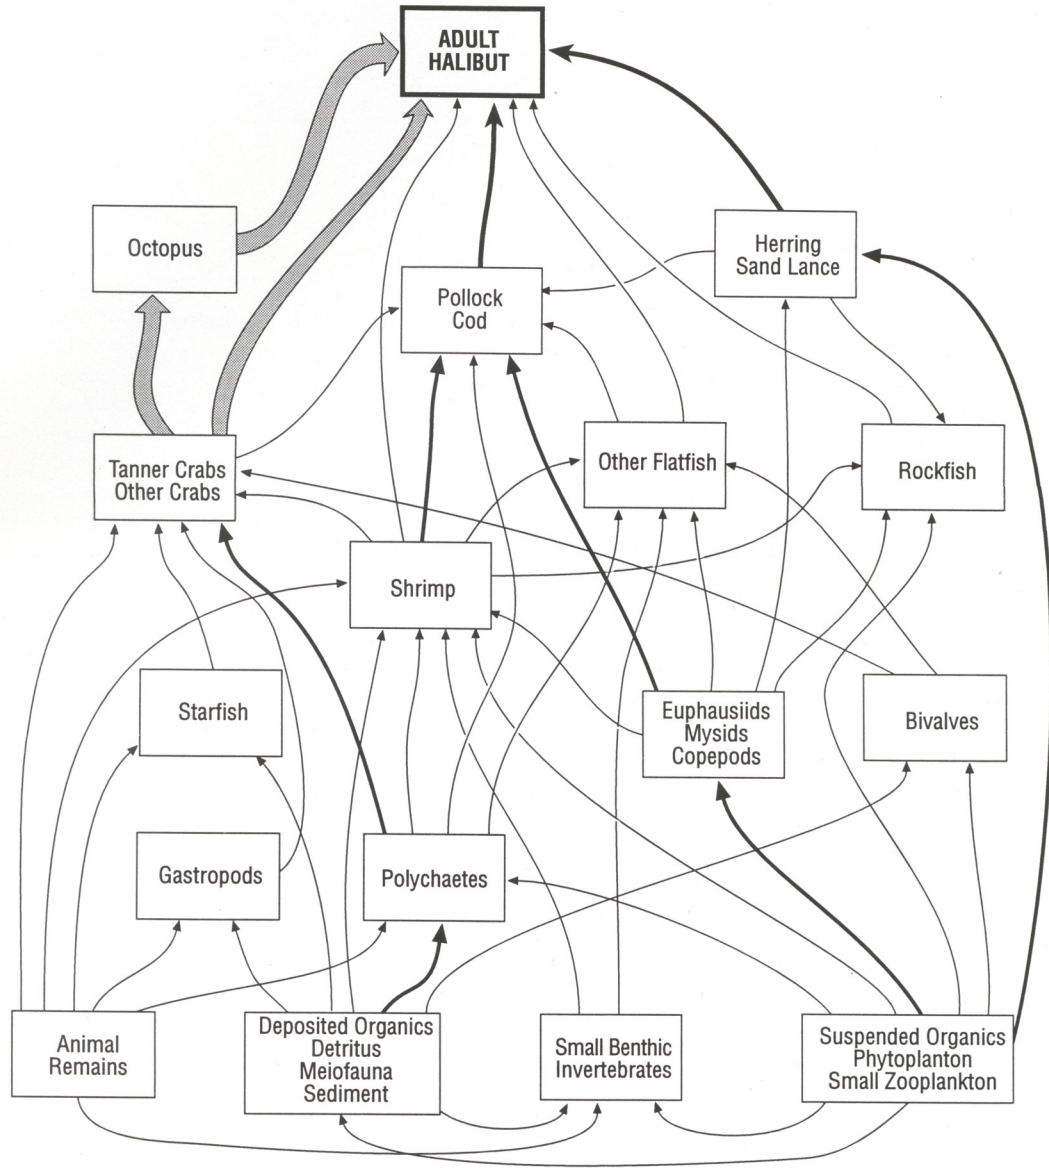 ADULT
HALIBUT
Octopus
Herring
Sand Lance
Pollock
Cod
Tanner Crabs
Other Crabs
Other Flatfish
Rockfish
Shrimp
Starfish
Euphausiids
Mysids
Copepods
Bivalves
Gastropods
Polychaetes
Animal
Remains
Deposited Organics
Detritus
Meiofauna
Sediment
Small Benthic
Invertebrates
Suspended Organics
Phytoplanton
Small Zooplankton